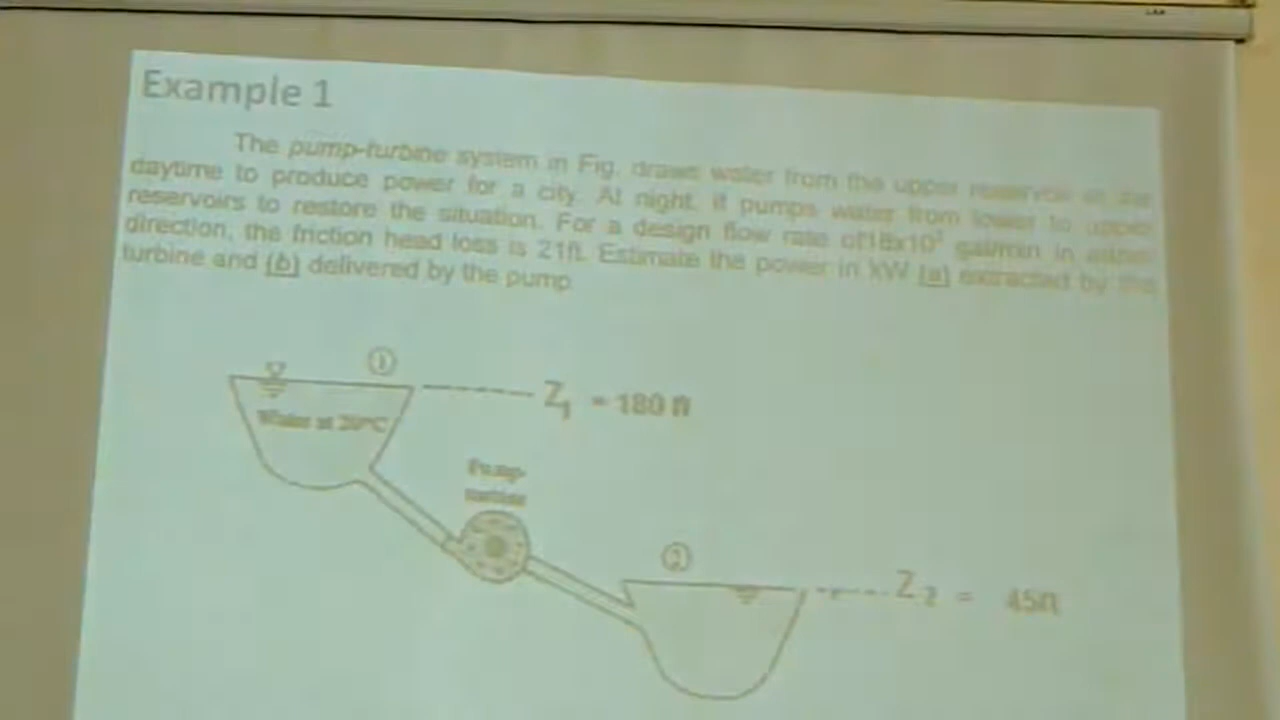 Example 1
The pump-turbine system in Fig. draws water from the upper reservoir in the
daytime to produce power for a city. At night, it pumps water from lower to upper
reservoirs to restore the situation. For a design flow rate of 18x10³ gal/min in either
direction, the friction head loss is 21ft. Estimate the power in kW (a) extracted by the
turbine and (b) delivered by the pump
1
Z1 = 180 ft
Water at 20°C
Pump-
turbine
2
Z2 = 45ft